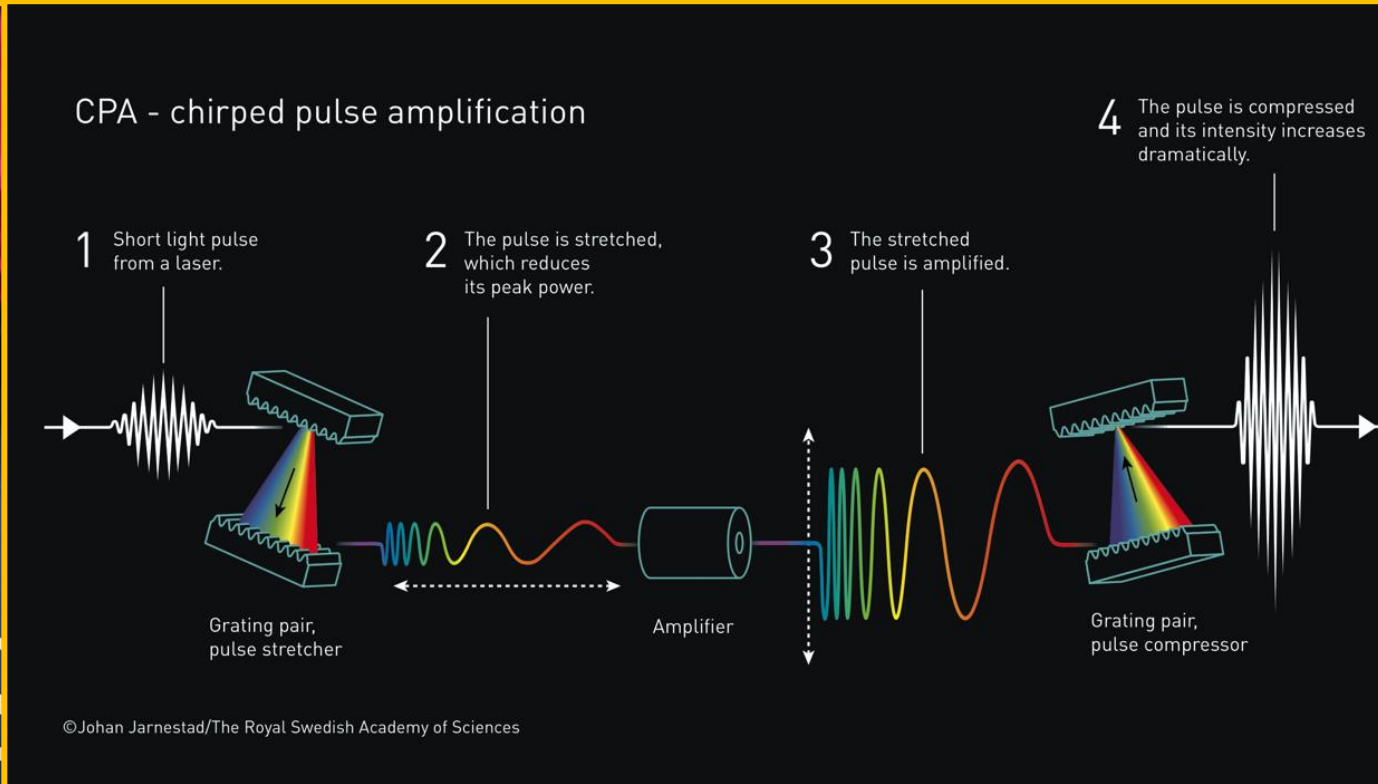 CPA - chirped pulse amplification
1
Short light pulse
from a laser.
2
The pulse is stretched,
which reduces
its peak power.
3
The stretched
pulse is amplified.
4
The pulse is compressed
and its intensity increases
dramatically.
Grating pair,
pulse stretcher
Amplifier
Grating pair,
pulse compressor
©Johan Jarnestad/The Royal Swedish Academy of Sciences